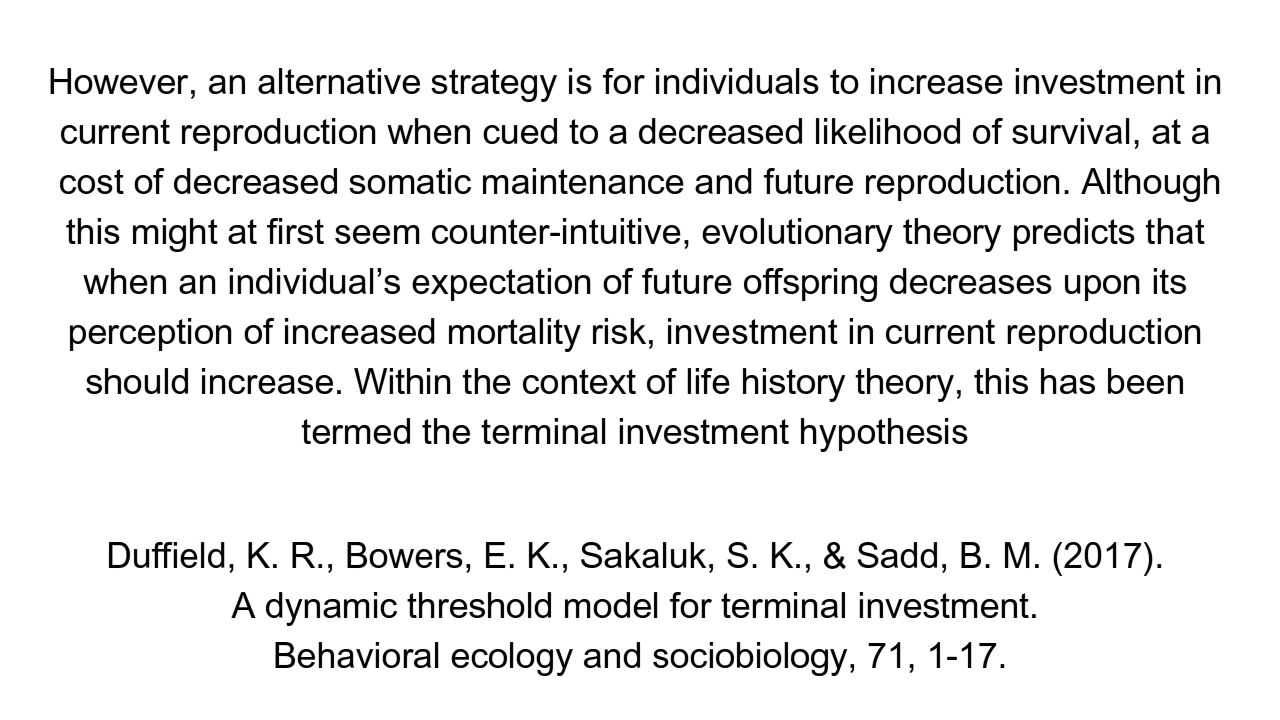 However, an alternative strategy is for individuals to increase investment in
current reproduction when cued to a decreased likelihood of survival, at a
cost of decreased somatic maintenance and future reproduction. Although
this might at first seem counter-intuitive, evolutionary theory predicts that
when an individual’s expectation of future offspring decreases upon its
perception of increased mortality risk, investment in current reproduction
should increase. Within the context of life history theory, this has been
termed the terminal investment hypothesis
Duffield, K. R., Bowers, E. K., Sakaluk, S. K., & Sadd, B. M. (2017).
A dynamic threshold model for terminal investment.
Behavioral ecology and sociobiology, 71, 1-17.